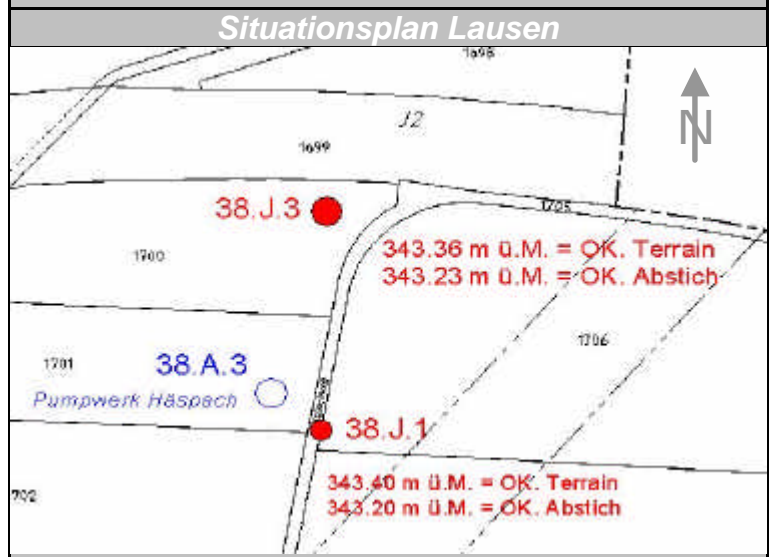 Situationsplan Lausen
1698
J2
N
1699
38.J.3
1705
343.36 m ü.M. = OK. Terrain
343.23 m ü.M. = OK. Abstich
1700
1706
1701
38.A.3
Pumpwerk Häspach
38.J.1
343.40 m ü.M. = OK. Terrain
343.20 m ü.M. = OK. Abstich
702